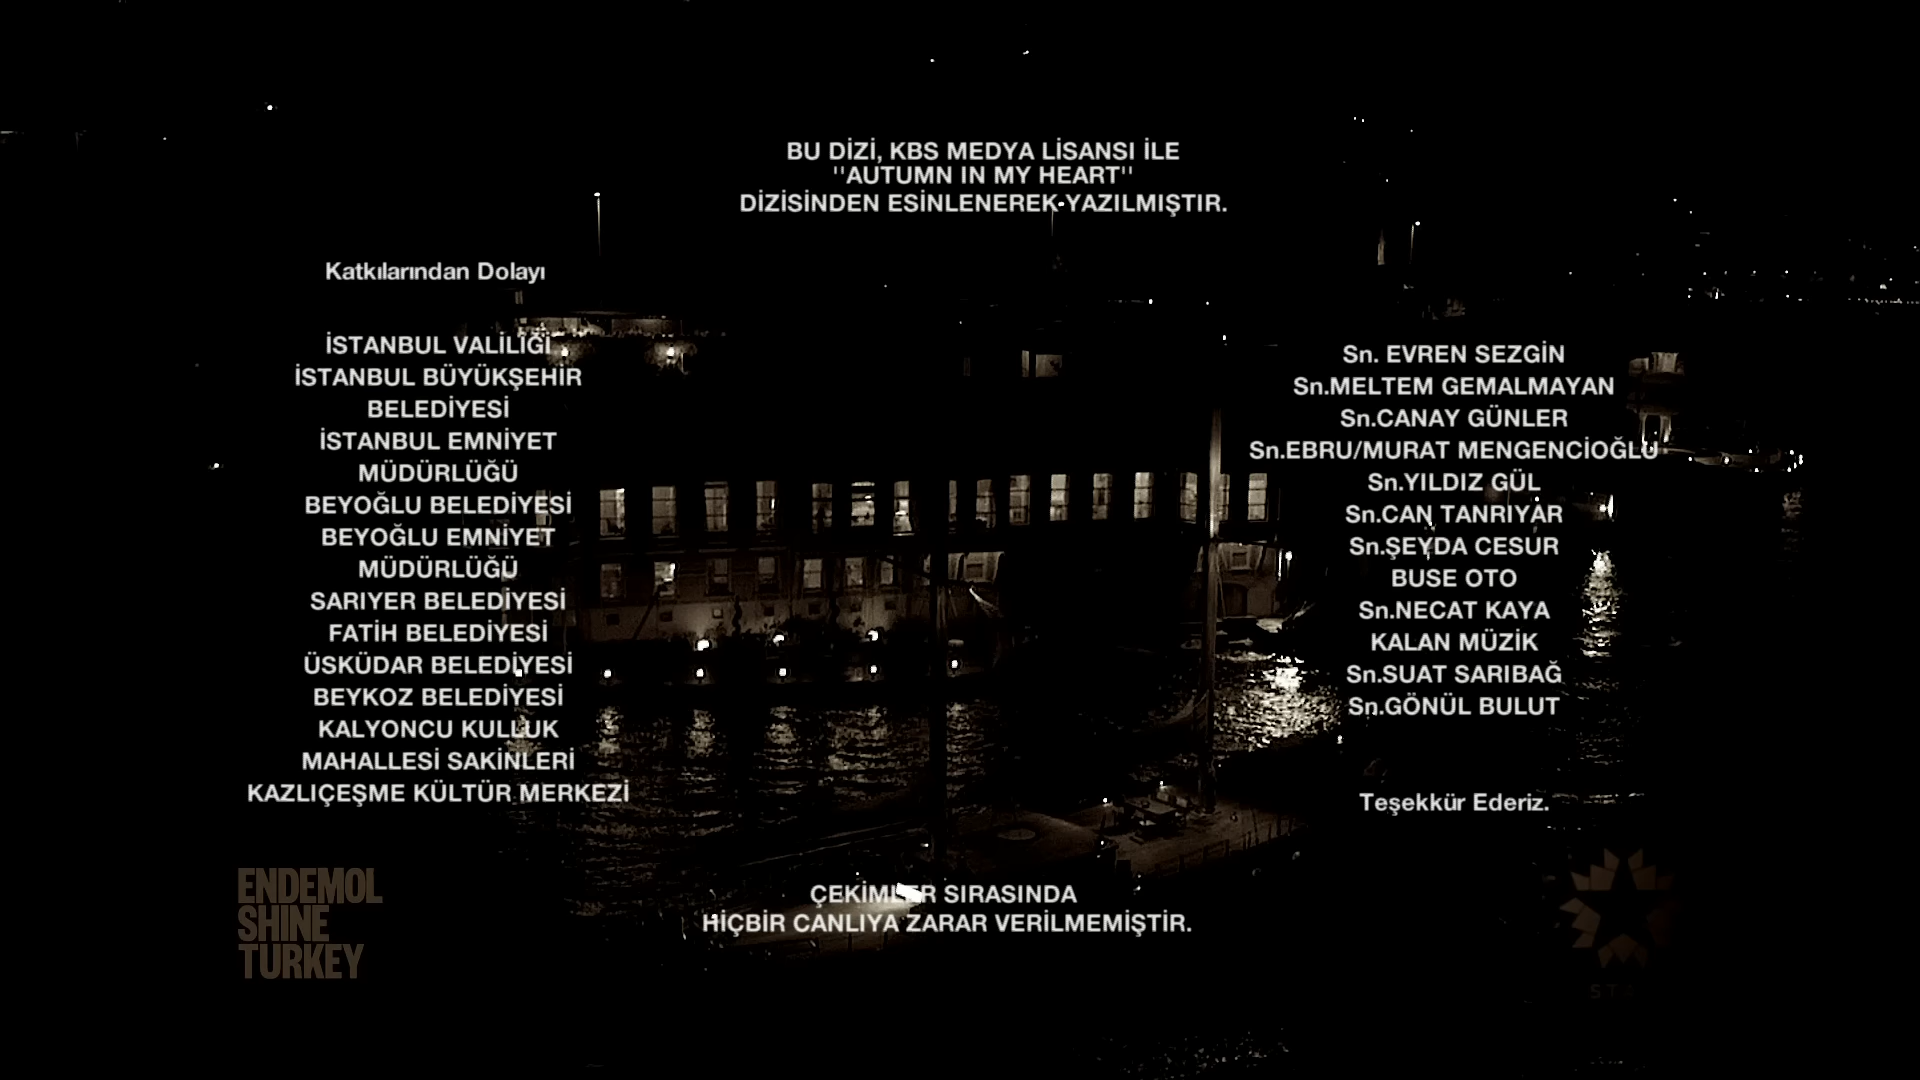 BU DİZİ, KBS MEDYA LİSANSI İLE
''AUTUMN IN MY HEART''
DİZİSİNDEN ESİNLENEREK YAZILMIŞTIR.
Katkılarından Dolayı
İSTANBUL VALİLİĞİ
İSTANBUL BÜYÜKŞEHİR
BELEDİYESİ
İSTANBUL EMNİYET
MÜDÜRLÜĞÜ
BEYOĞLU BELEDİYESİ
BEYOĞLU EMNİYET
MÜDÜRLÜĞÜ
SARIYER BELEDİYESİ
FATİH BELEDİYESİ
ÜSKÜDAR BELEDİYESİ
BEYKOZ BELEDİYESİ
KALYONCU KULLUK
MAHALLESİ SAKİNLERİ
KAZLIÇEŞME KÜLTÜR MERKEZİ
Sn. EVREN SEZGİN
Sn.MELTEM GEMALMAYAN
Sn.CANAY GÜNLER
Sn.EBRU/MURAT MENGENCİOĞLU
Sn.YILDIZ GÜL
Sn.CAN TANRIYAR
Sn.ŞEYDA CESUR
BUSE OTO
Sn.NECAT KAYA
KALAN MÜZİK
Sn.SUAT SARIBAĞ
Sn.GÖNÜL BULUT
Teşekkür Ederiz.
ÇEKİMLER SIRASINDA
HİÇBİR CANLIYA ZARAR VERİLMEMİŞTİR.
ENDEMOL
SHINE
TURKEY